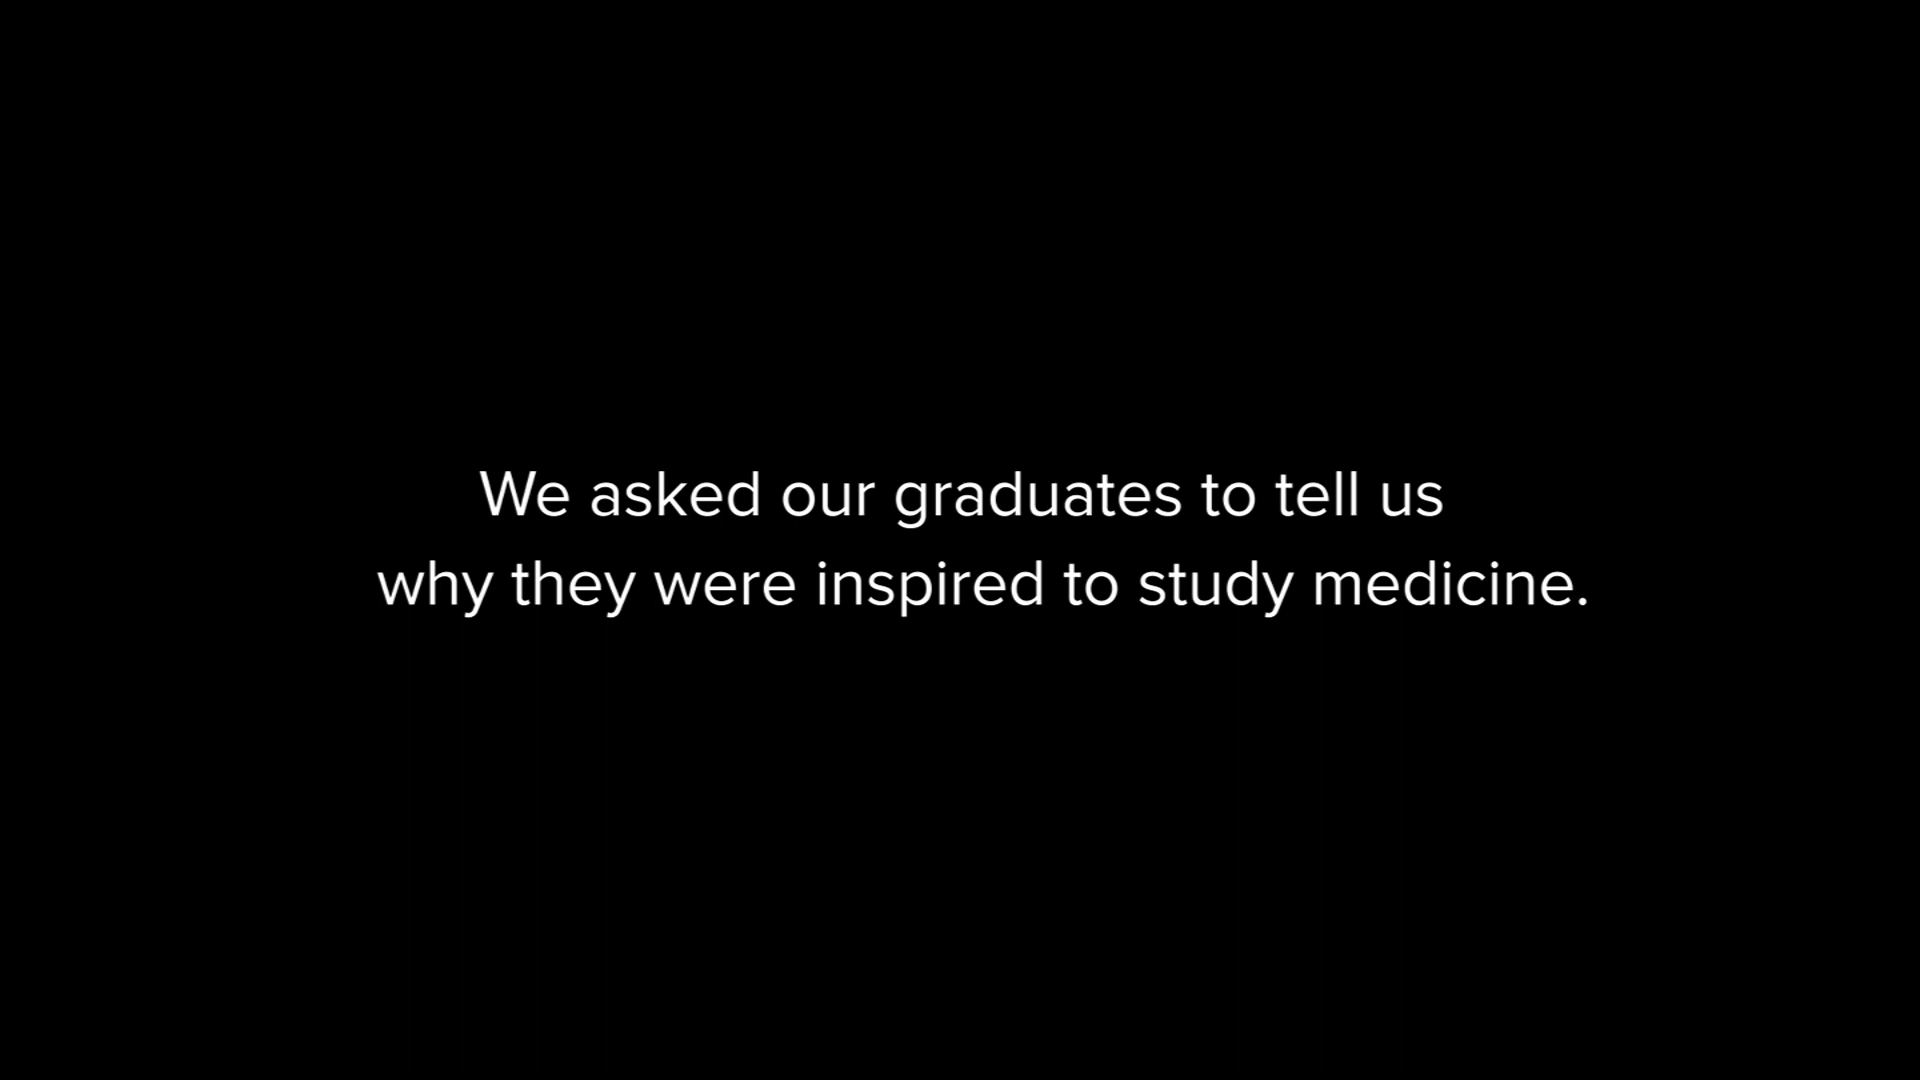 We asked our graduates to tell us
why they were inspired to study medicine.